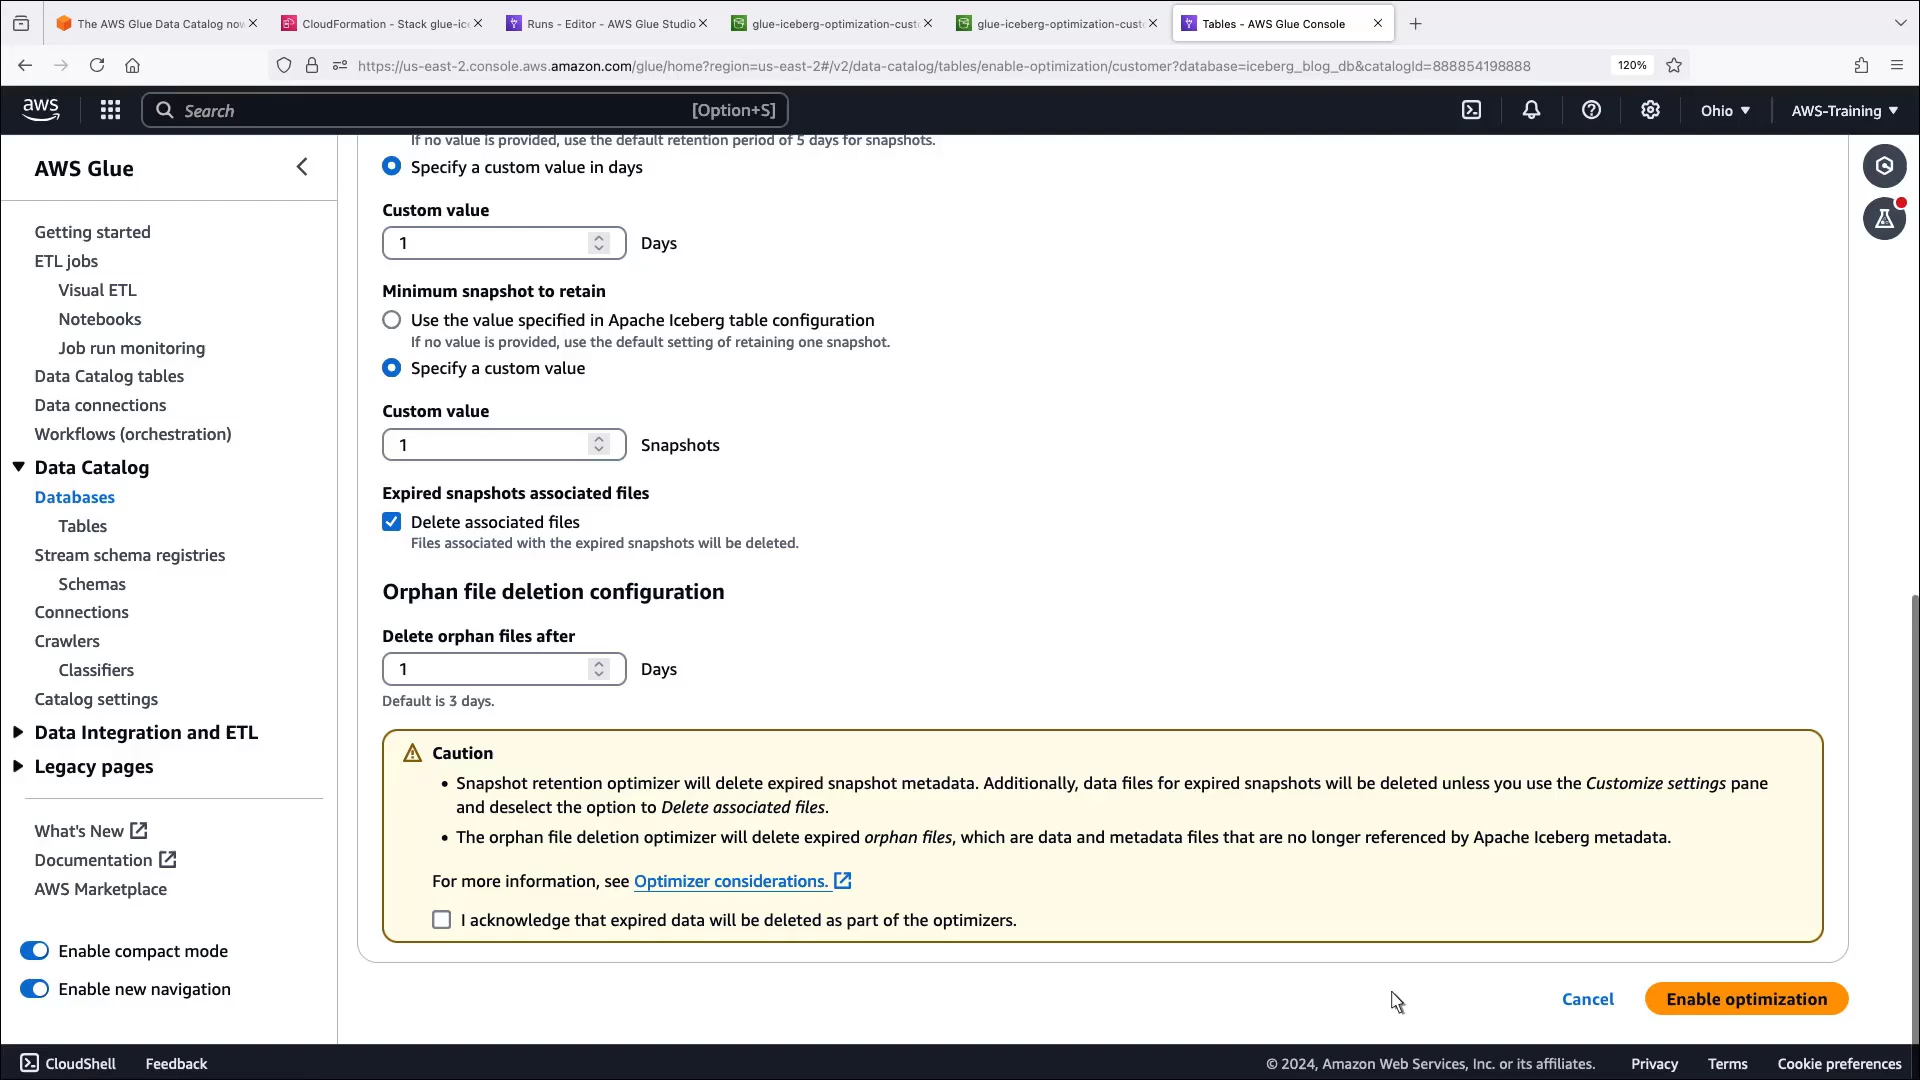 The AWS Glue Data Catalog nov
CloudFormation - Stack glue-ic
Runs - Editor - AWS Glue Studio
glue-iceberg-optimization-cust
glue-iceberg-optimization-cust
Tables - AWS Glue Console
https://us-east-2.console.aws.amazon.com/glue/home?region=us-east-2#/v2/data-catalog/tables/enable-optimization/customer?database=iceberg_blog_db&catalogId=888854198888
120%
aws
Search
[Option+S]
Ohio
AWS-Training
AWS Glue
Getting started
ETL jobs
Visual ETL
Notebooks
Job run monitoring
Data Catalog tables
Data connections
Workflows (orchestration)
Data Catalog
Databases
Tables
Stream schema registries
Schemas
Connections
Crawlers
Classifiers
Catalog settings
Data Integration and ETL
Legacy pages
What's New
Documentation
AWS Marketplace
Enable compact mode
Enable new navigation
If no value is provided, use the default retention period of 5 days for snapshots.
Specify a custom value in days
Custom value
1 Days
Minimum snapshot to retain
Use the value specified in Apache Iceberg table configuration
If no value is provided, use the default setting of retaining one snapshot.
Specify a custom value
Custom value
1 Snapshots
Expired snapshots associated files
Delete associated files
Files associated with the expired snapshots will be deleted.
Orphan file deletion configuration
Delete orphan files after
1 Days
Default is 3 days.
Caution
• Snapshot retention optimizer will delete expired snapshot metadata. Additionally, data files for expired snapshots will be deleted unless you use the Customize settings pane
and deselect the option to Delete associated files.
• The orphan file deletion optimizer will delete expired orphan files, which are data and metadata files that are no longer referenced by Apache Iceberg metadata.
For more information, see Optimizer considerations.
I acknowledge that expired data will be deleted as part of the optimizers.
Cancel
Enable optimization
CloudShell
Feedback
© 2024, Amazon Web Services, Inc. or its affiliates.
Privacy
Terms
Cookie preferences